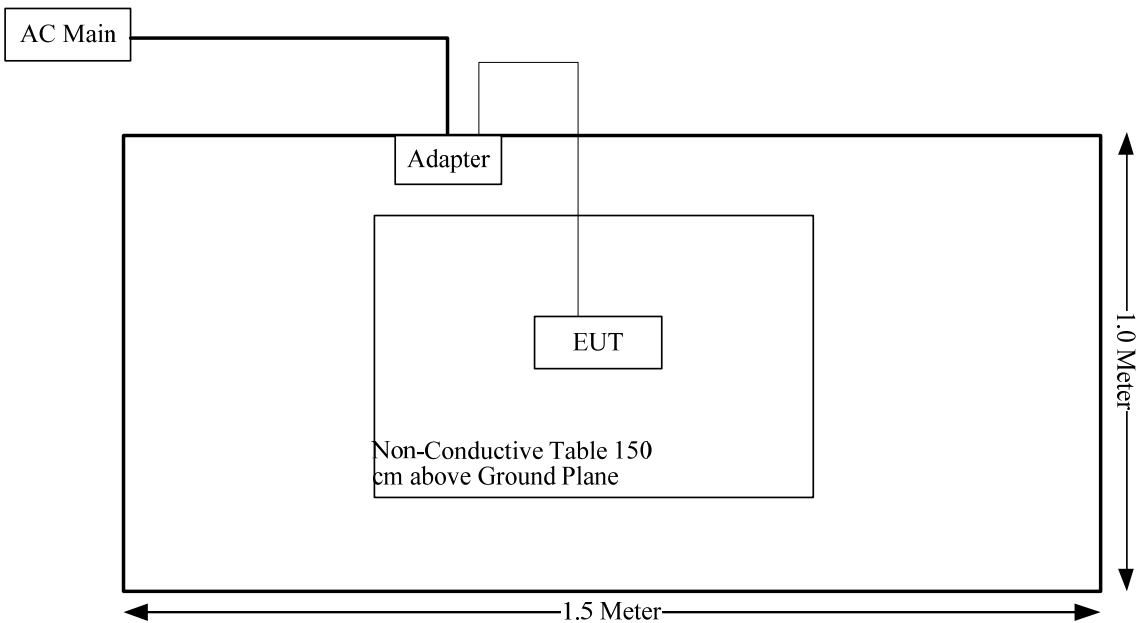 AC Main
Adapter
EUT
Non-Conductive Table 150
cm above Ground Plane
1.0 Meter
1.5 Meter